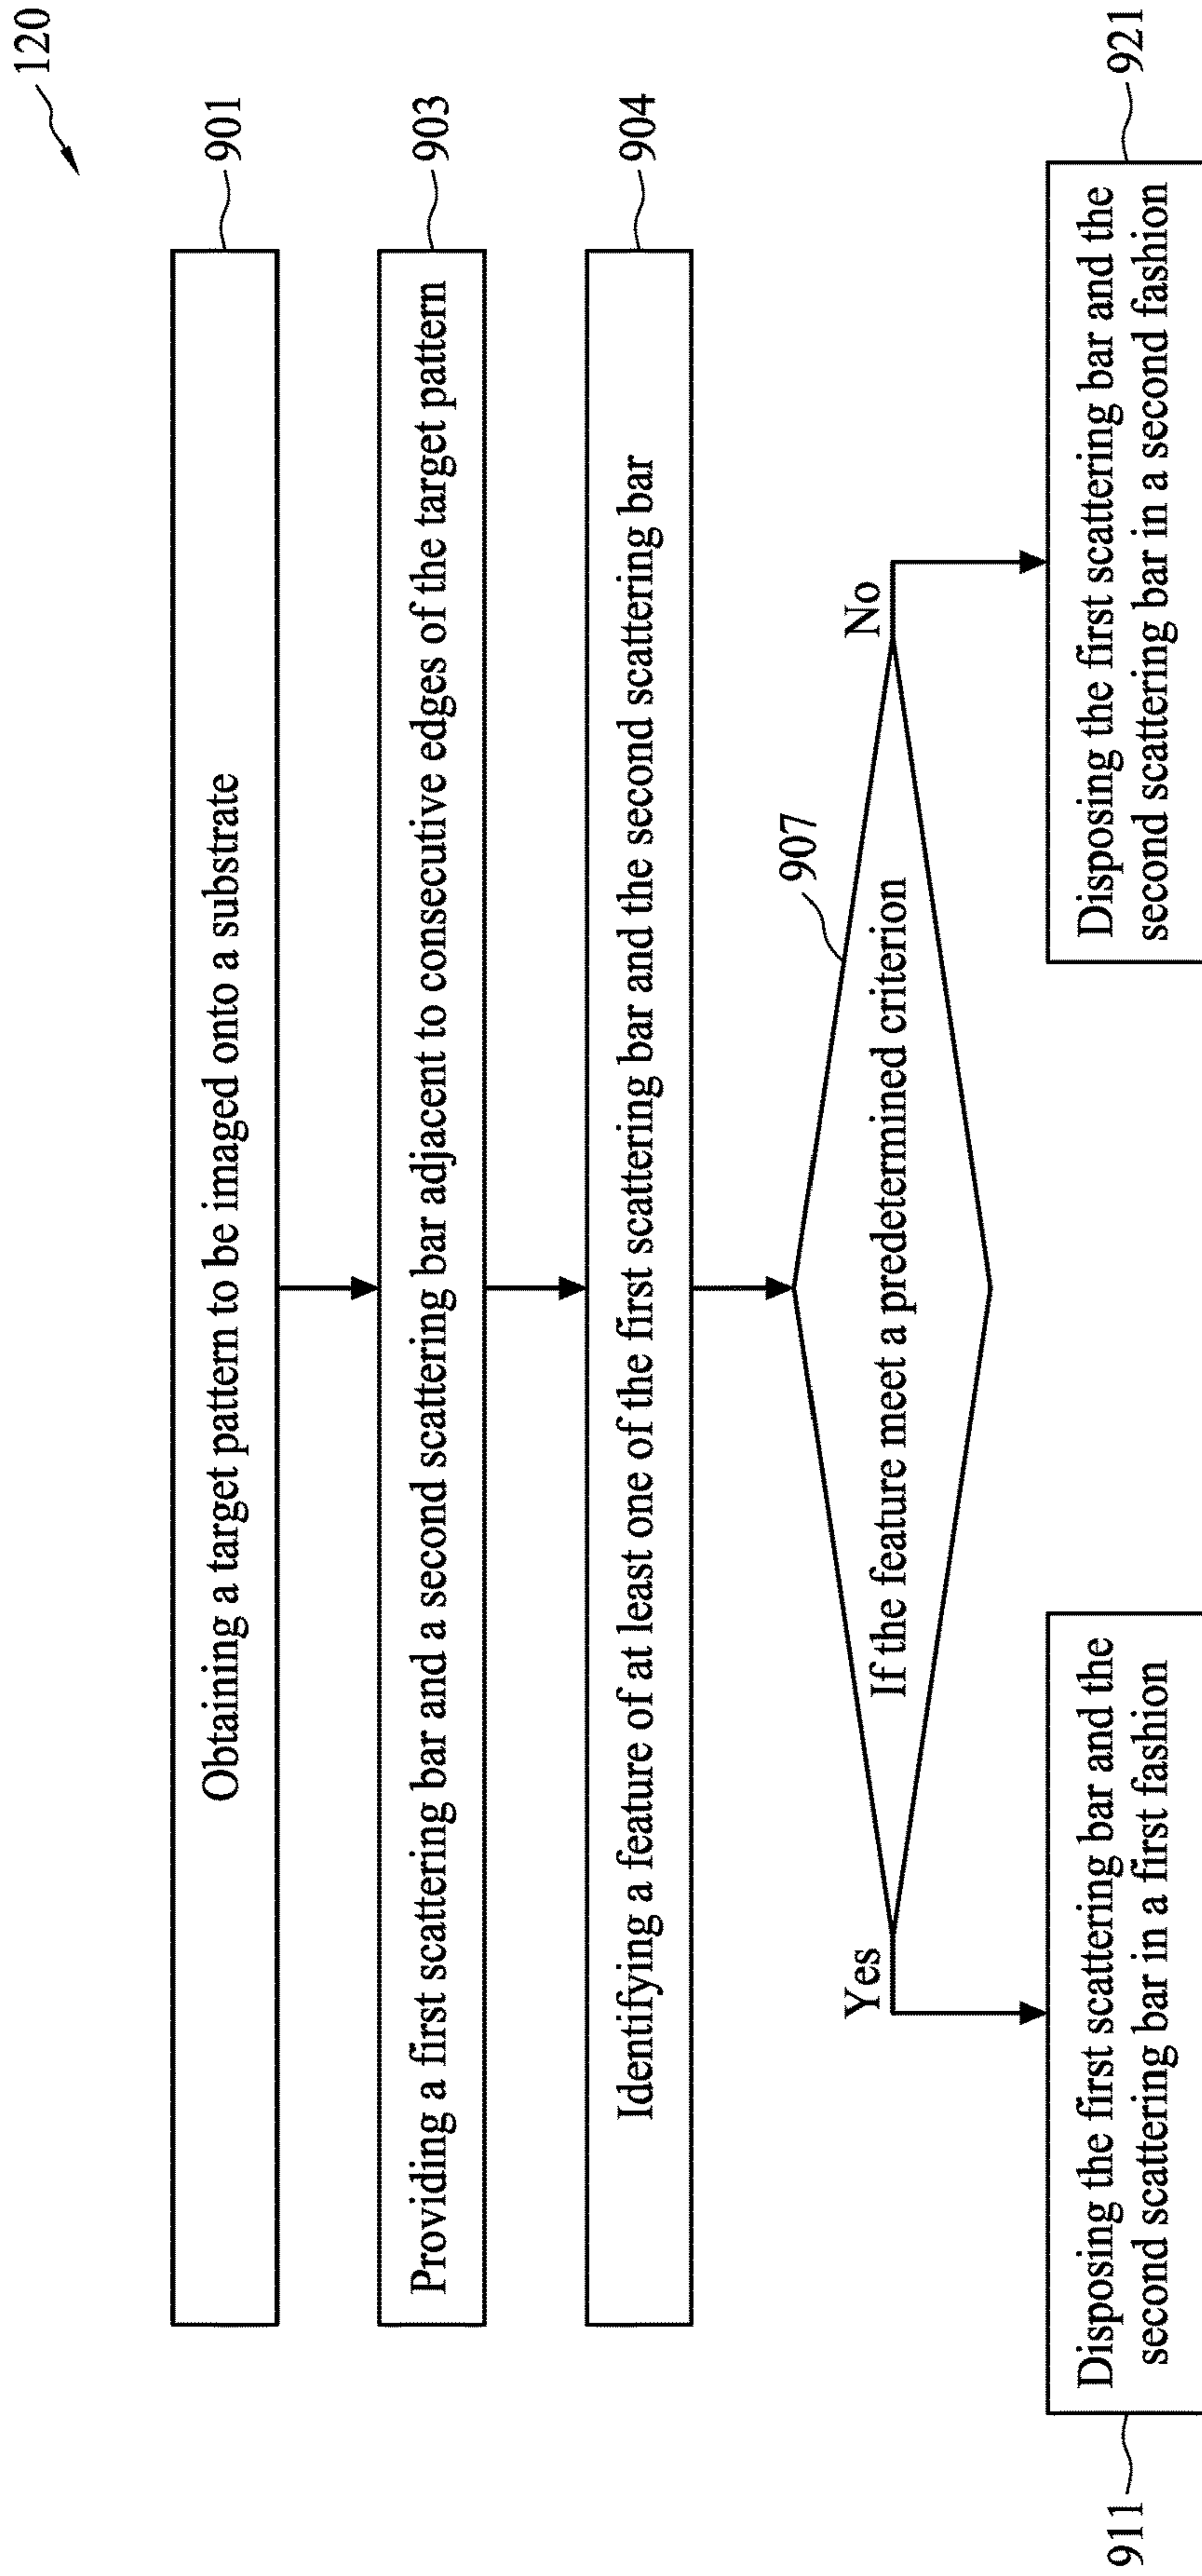 120
901
Obtaining a target pattern to be imaged onto a substrate
903
Providing a first scattering bar and a second scattering bar adjacent to consecutive edges of the target pattern
904
Identifying a feature of at least one of the first scattering bar and the second scattering bar
907
If the feature meet a predetermined criterion
Yes
No
911
Disposing the first scattering bar and the
second scattering bar in a first fashion
921
Disposing the first scattering bar and the
second scattering bar in a second fashion